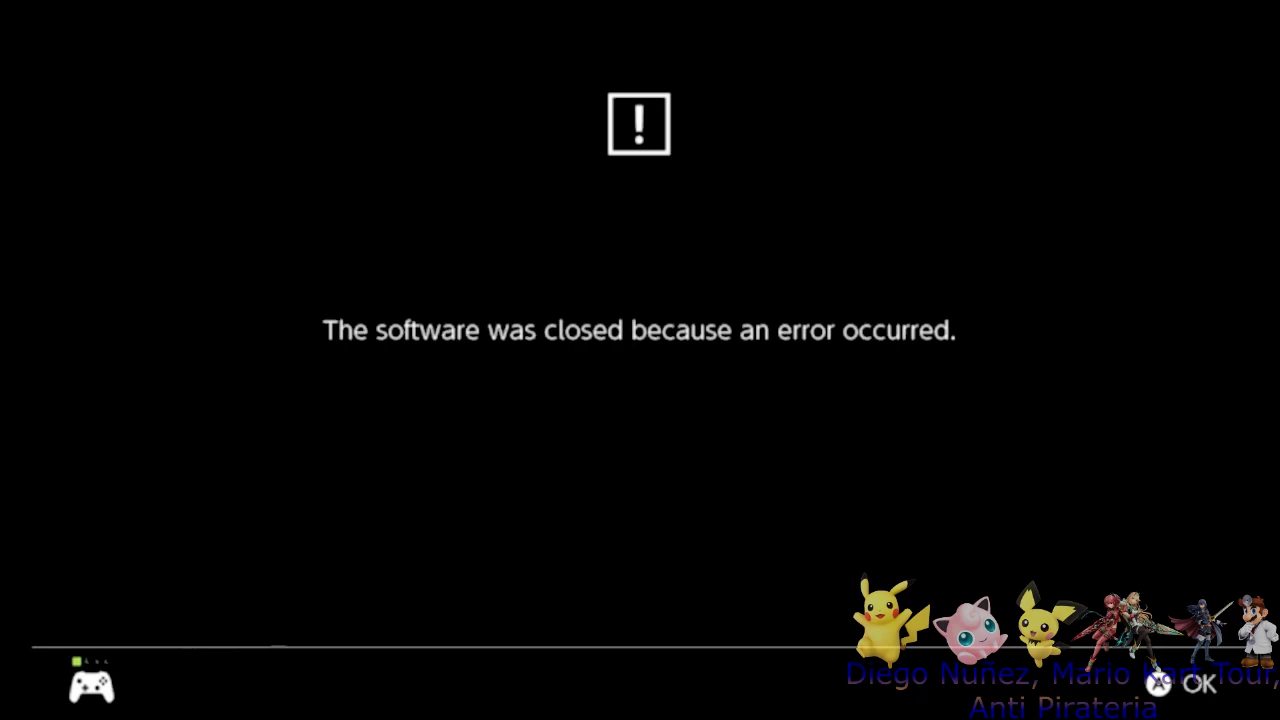 !
The software was closed because an error occurred.
Diego Nuñez, Mario Kart Tour,
A OK
Anti Pirateria